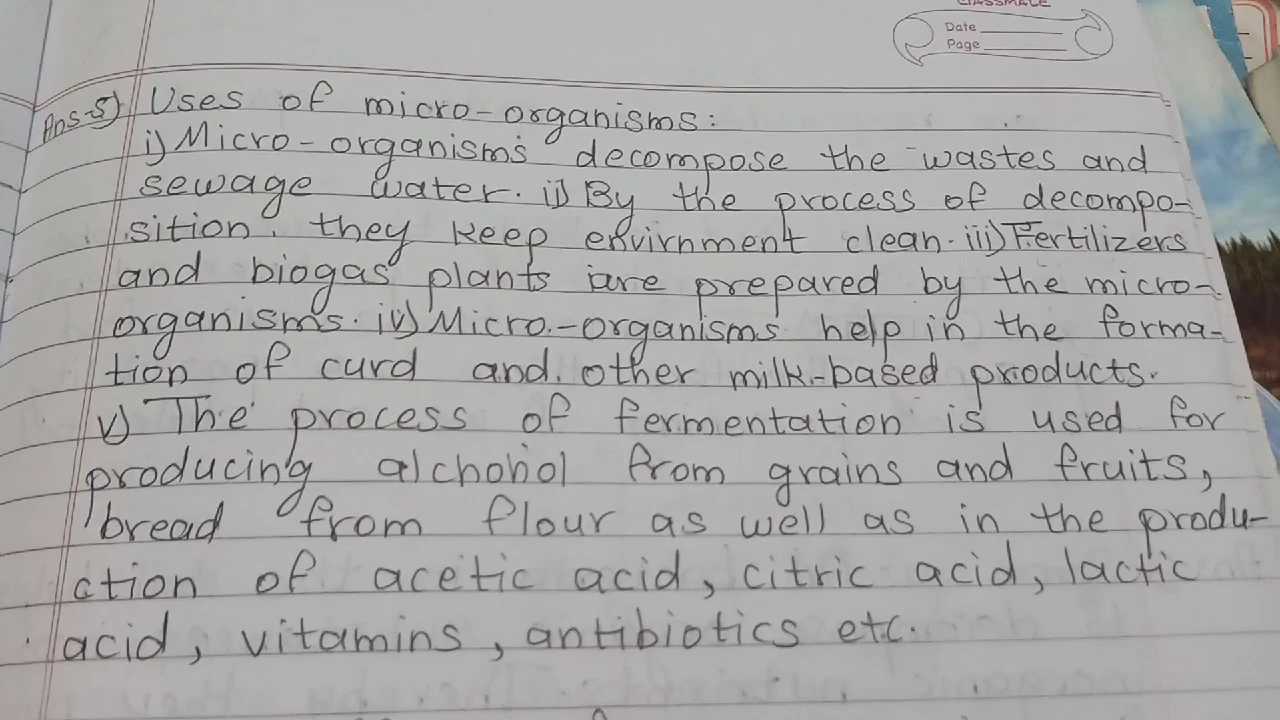 CLASSMATE
Date
Page
Ans-5) Uses of micro-organisms:
i) Micro-organisms decompose the wastes and
sewage water. ii) By the process of decompo-
sition, they keep envirnment clean. iii) Fertilizers
and biogas plants are prepared by the micro-
organisms. iv) Micro-organisms help in the forma-
tion of curd and other milk-based products.
v) The process of fermentation is used for
producing alchohol from grains and fruits,
bread from flour as well as in the produ-
ction of acetic acid, citric acid, lactic
acid, vitamins, antibiotics etc.